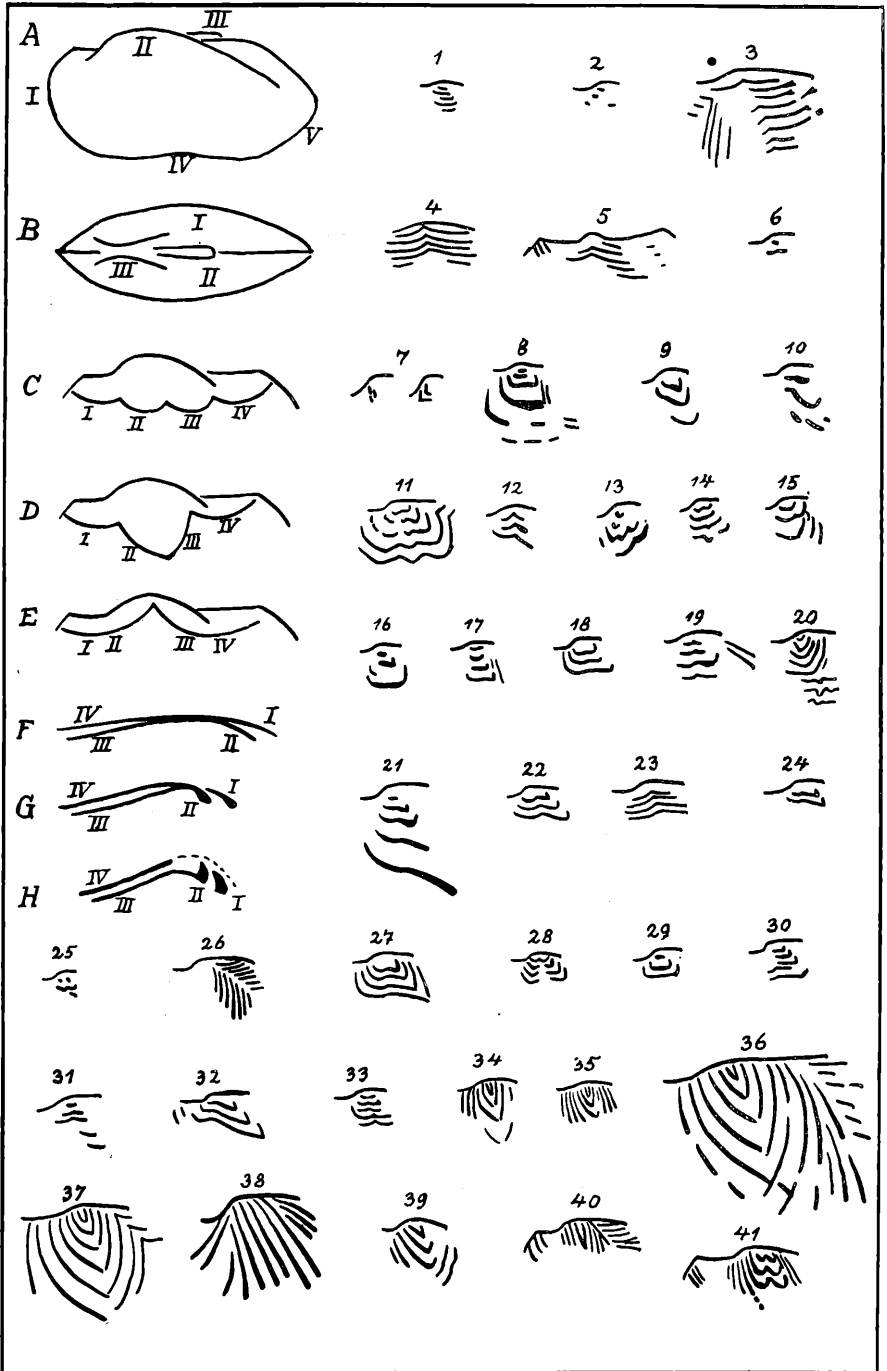 A I II III IV V 1 2 3
B I II III 4 5 6
C I II III IV 7 8 9 10
D I II III IV 11 12 13 14 15
E I II III IV 16 17 18 19 20
F IV III II I
G IV III II I 21 22 23 24
H IV III II I
25 26 27 28 29 30
31 32 33 34 35 36
37 38 39 40 41